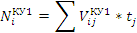 N_i^{КУ1} = ∑ V_{ij}^{КУ1} * t_j